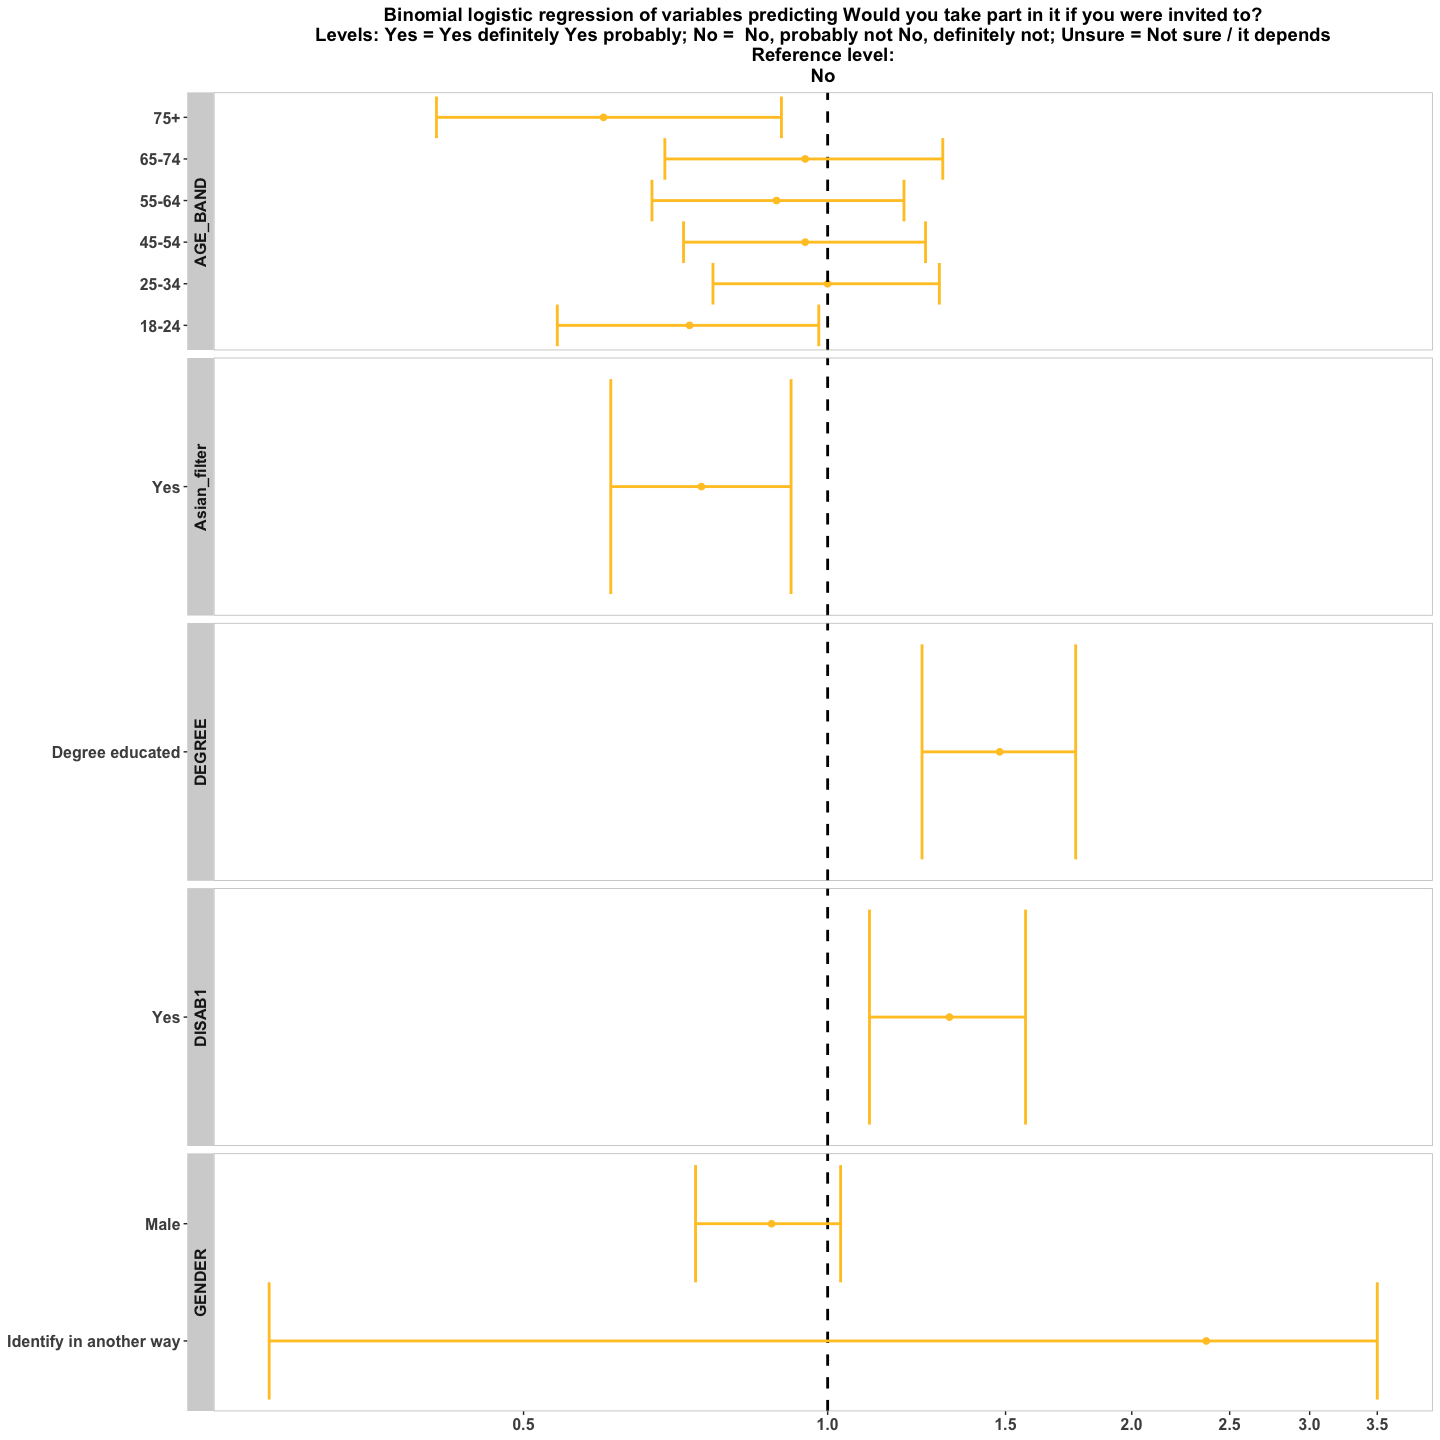 Binomial logistic regression of variables predicting Would you take part in it if you were invited to?
Levels: Yes = Yes definitely Yes probably; No =  No, probably not No, definitely not; Unsure = Not sure / it depends
Reference level:
No
AGE_BAND
75+
65-74
55-64
45-54
25-34
18-24
Asian_filter
Yes
DEGREE
Degree educated
DISAB1
Yes
GENDER
Male
Identify in another way
0.5
1.0
1.5
2.0
2.5
3.0
3.5